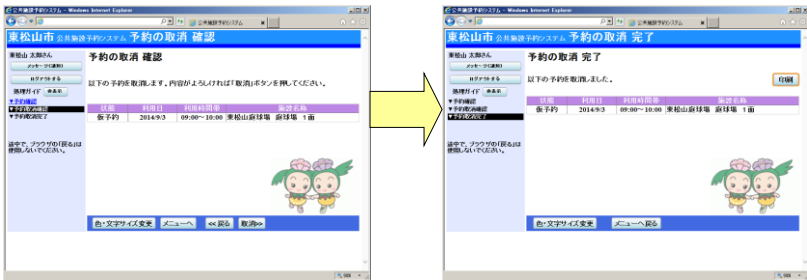 公共施設予約システム - Windows Internet Explorer
公共施設予約システム
東松山市 公共施設予約システム 予約の取消 確認
東松山 太郎さん
メッセージ(通知)
ログアウトする
処理ガイド 非表示
▼予約確認
▼予約取消確認
▼予約取消完了
途中で、ブラウザの「戻る」は
使用しないでください。
予約の取消 確認
以下の予約を取消します。内容がよろしければ「取消」ボタンを押してください。
状態 利用日 利用時間帯 施設名称
仮予約 2014/9/3 09:00～10:00 東松山庭球場 庭球場 1面
色・文字サイズ変更 メニューへ <<戻る 取消>>
公共施設予約システム - Windows Internet Explorer
公共施設予約システム
東松山市 公共施設予約システム 予約の取消 完了
東松山 太郎さん
メッセージ(通知)
ログアウトする
処理ガイド 非表示
▼予約確認
▼予約取消確認
▼予約取消完了
途中で、ブラウザの「戻る」は
使用しないでください。
予約の取消 完了
以下の予約を取消しました。
印刷
状態 利用日 利用時間帯 施設名称
仮予約 2014/9/3 09:00～10:00 東松山庭球場 庭球場 1面
色・文字サイズ変更 メニューへ戻る